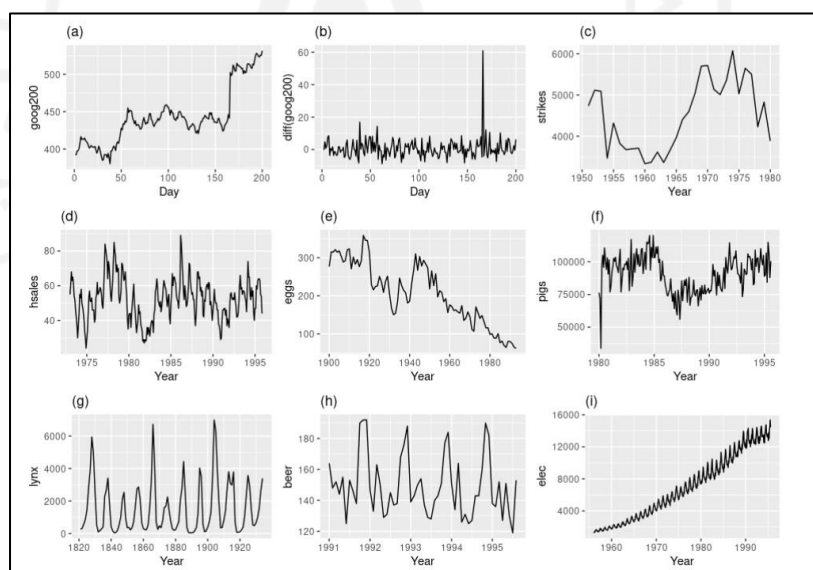 (a)
goog200
500
450
400
0
50
100
150
200
Day
(b)
diff(goog200)
60
40
20
0
0
50
100
150
200
Day
(c)
strikes
6000
5000
4000
1950
1955
1960
1965
1970
1975
1980
Year
(d)
hsales
80
60
40
1975
1980
1985
1990
1995
Year
(e)
eggs
300
200
100
1900
1920
1940
1960
1980
Year
(f)
pigs
100000
75000
50000
1980
1985
1990
1995
Year
(g)
lynx
6000
4000
2000
0
1820
1840
1860
1880
1900
1920
Year
(h)
beer
180
160
140
120
1991
1992
1993
1994
1995
Year
(i)
elec
16000
12000
8000
4000
1960
1970
1980
1990
Year